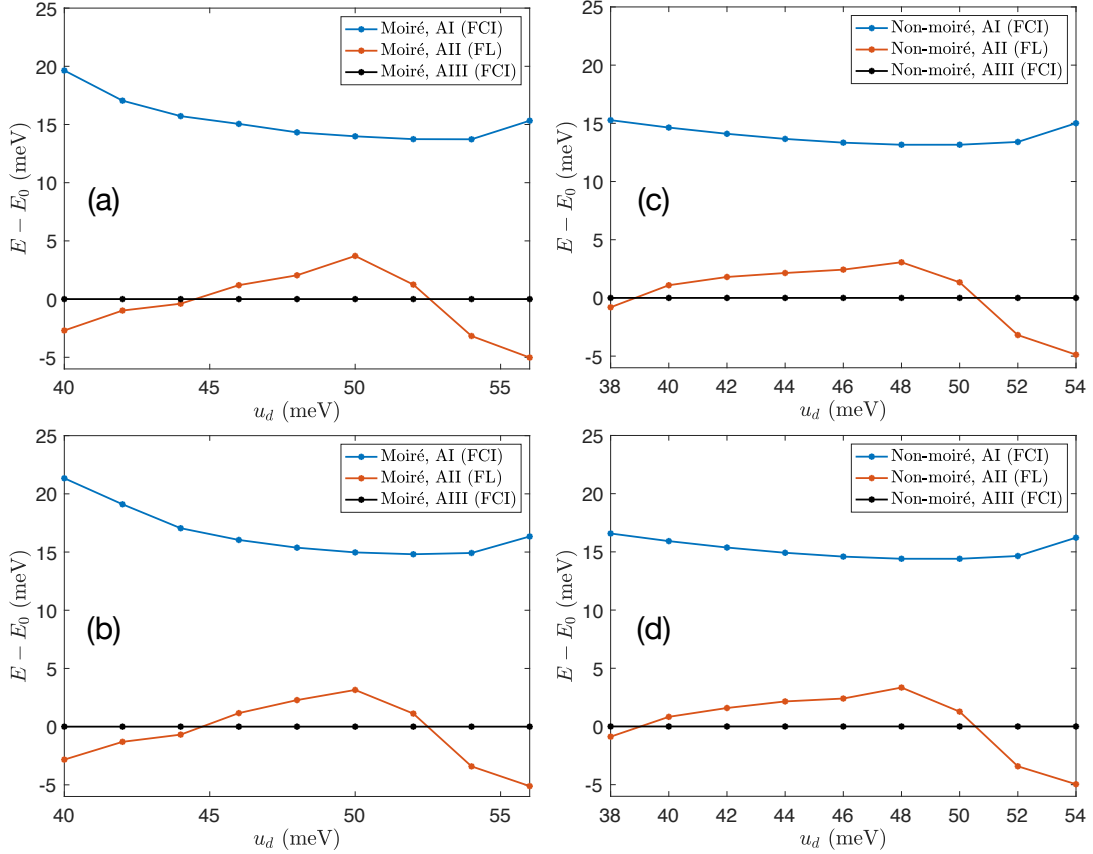 25
20
15
10
5
0
-5
E − E₀ (meV)
(a)
Moiré, AI (FCI)
Moiré, AII (FL)
Moiré, AIII (FCI)
40 45 50 55
u_d (meV)
25
20
15
10
5
0
-5
E − E₀ (meV)
(c)
Non-moiré, AI (FCI)
Non-moiré, AII (FL)
Non-moiré, AIII (FCI)
38 40 42 44 46 48 50 52 54
u_d (meV)
25
20
15
10
5
0
-5
E − E₀ (meV)
(b)
Moiré, AI (FCI)
Moiré, AII (FL)
Moiré, AIII (FCI)
40 45 50 55
u_d (meV)
25
20
15
10
5
0
-5
E − E₀ (meV)
(d)
Non-moiré, AI (FCI)
Non-moiré, AII (FL)
Non-moiré, AIII (FCI)
38 40 42 44 46 48 50 52 54
u_d (meV)